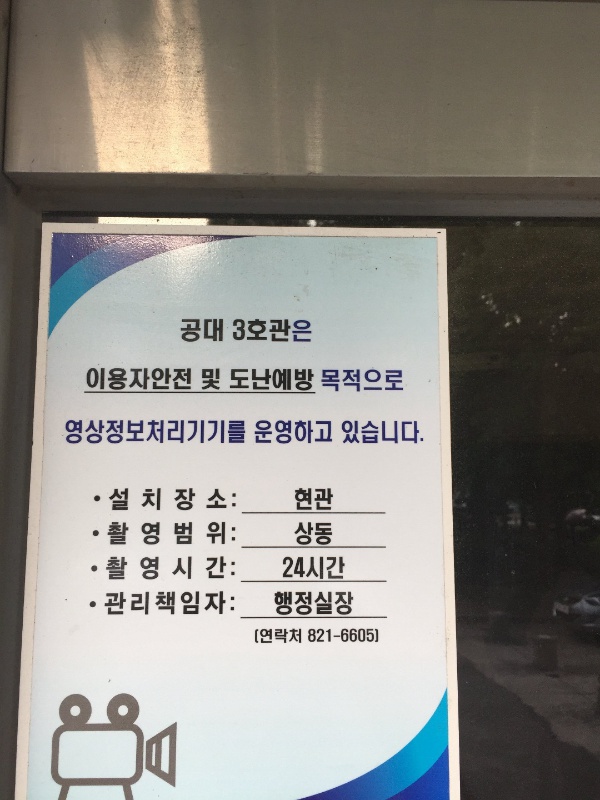 공대 3호관은
이용자안전 및 도난예방 목적으로
영상정보처리기기를 운영하고 있습니다.
• 설 치 장 소: 현관
• 촬 영 범 위: 상동
• 촬 영 시 간: 24시간
• 관리책임자: 행정실장
(연락처 821-6605)